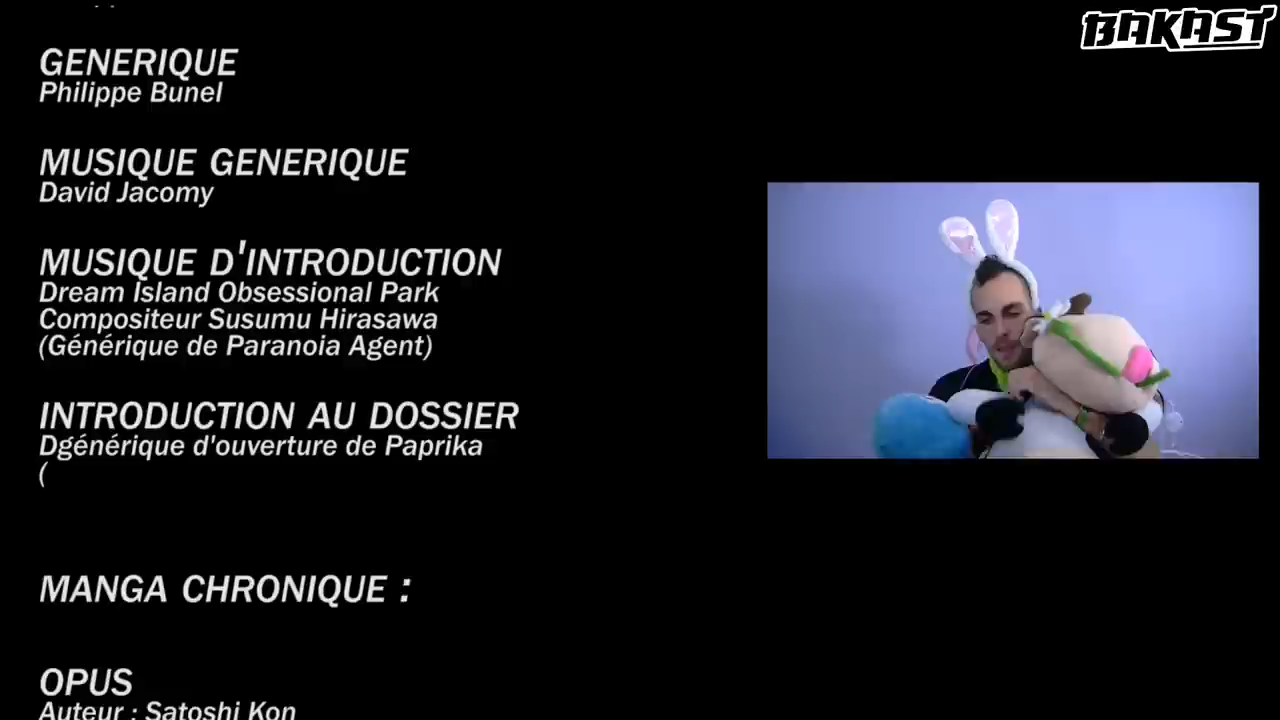 BAKAST
GENERIQUE
Philippe Bunel
MUSIQUE GENERIQUE
David Jacomy
MUSIQUE D'INTRODUCTION
Dream Island Obsessional Park
Compositeur Susumu Hirasawa
(Générique de Paranoia Agent)
INTRODUCTION AU DOSSIER
Dgénérique d'ouverture de Paprika
(
MANGA CHRONIQUE :
OPUS
Auteur : Satoshi Kon